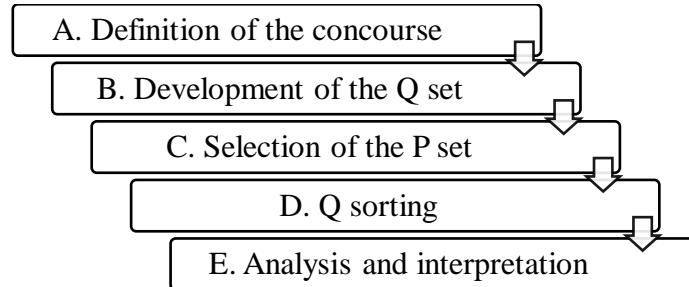 A. Definition of the concourse
B. Development of the Q set
C. Selection of the P set
D. Q sorting
E. Analysis and interpretation